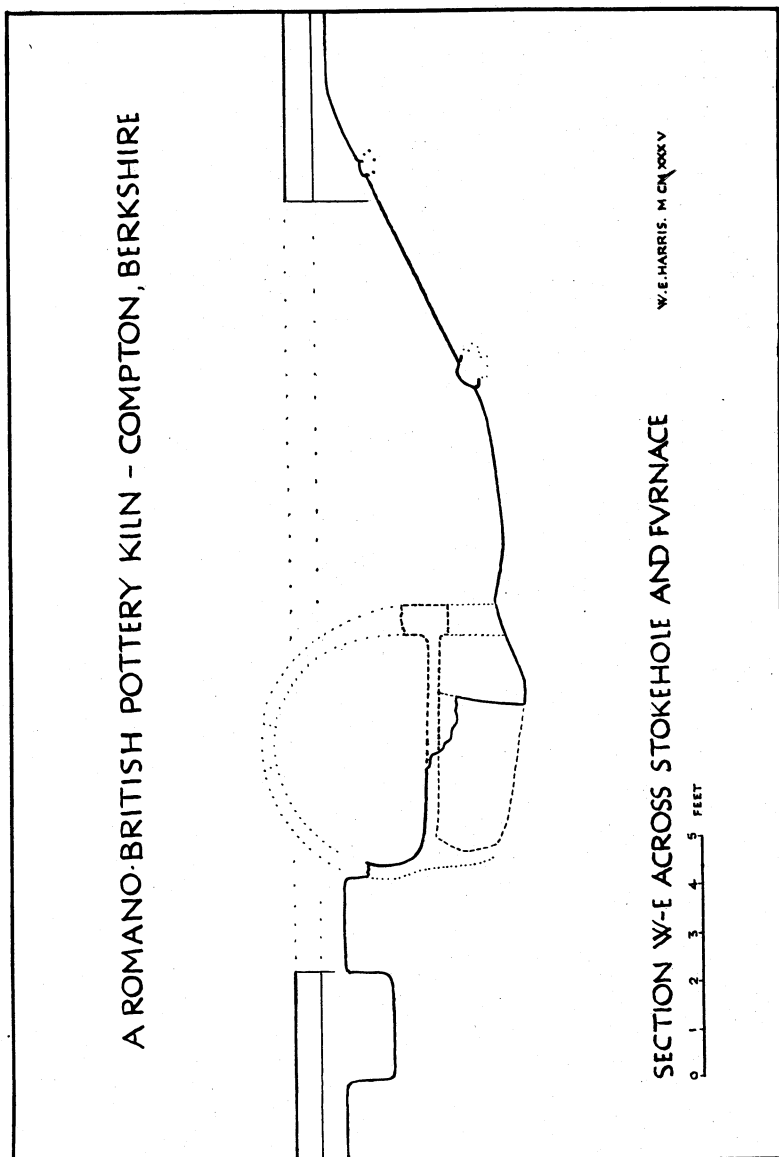 A ROMANO·BRITISH POTTERY KILN - COMPTON, BERKSHIRE
W.E.HARRIS. MCMXXXV
SECTION W-E ACROSS STOKEHOLE AND FVRNACE
0 1 2 3 4 5 FEET